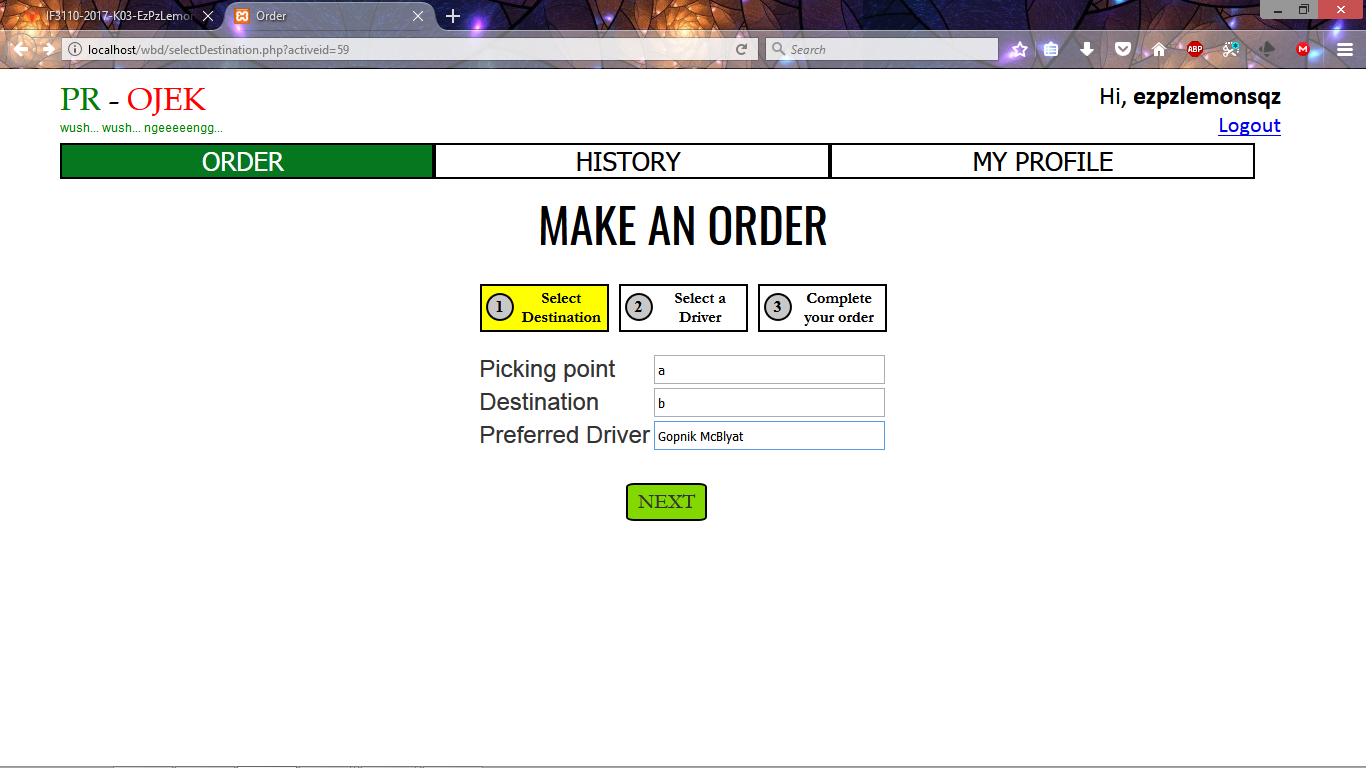 IF3110-2017-K03-EzPzLemon
Order
localhost/wbd/selectDestination.php?activeid=59
Search
ABP
M
PR - OJEK
wush... wush... ngeeeeengg...
Hi, ezpzlemonsqz
Logout
ORDER
HISTORY
MY PROFILE
MAKE AN ORDER
1
Select
Destination
2
Select a
Driver
3
Complete
your order
Picking point
a
Destination
b
Preferred Driver
Gopnik McBlyat
NEXT